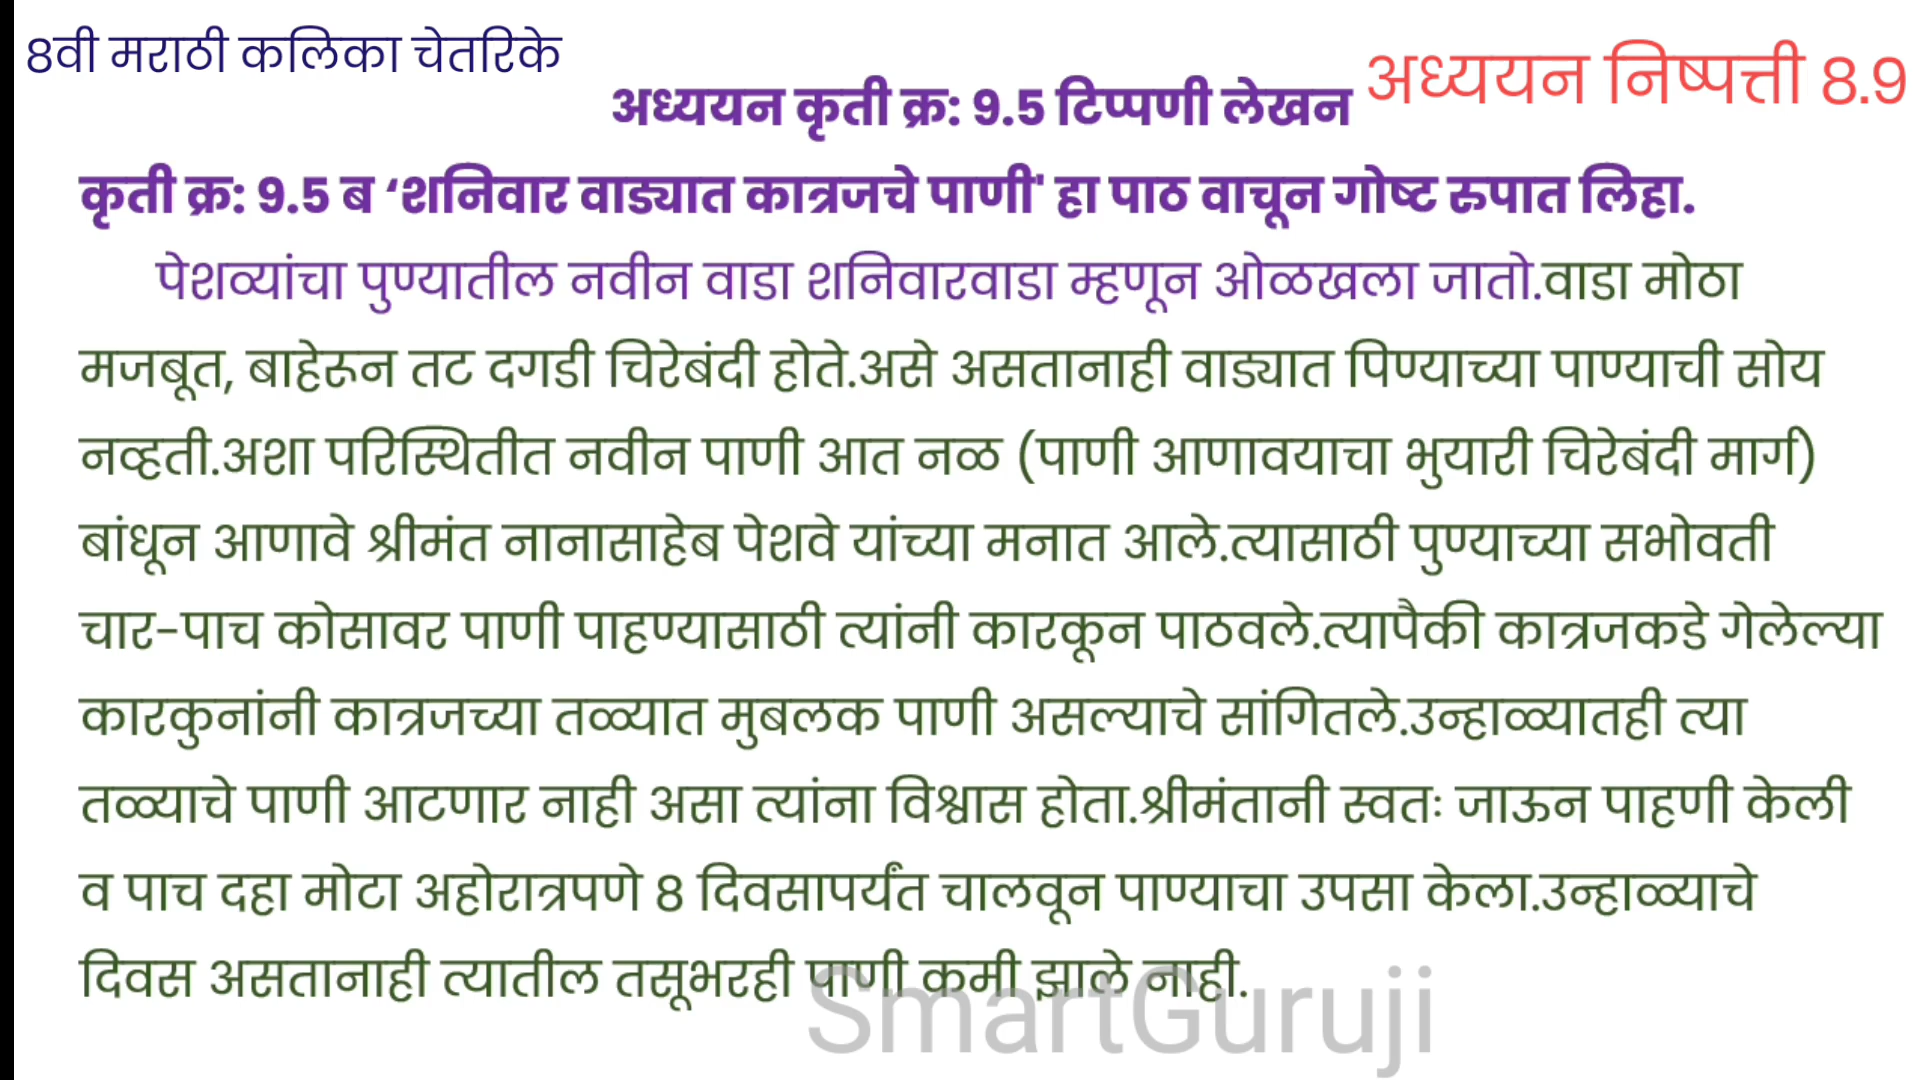 8वी मराठी कलिका चेतरिके
अध्ययन निष्पत्ती 8.9
अध्ययन कृती क्र: 9.5 टिप्पणी लेखन
कृती क्र: 9.5 ब ‘शनिवार वाड्यात कात्रजचे पाणी' हा पाठ वाचून गोष्ट रुपात लिहा.
पेशव्यांचा पुण्यातील नवीन वाडा शनिवारवाडा म्हणून ओळखला जातो.वाडा मोठा
मजबूत, बाहेरून तट दगडी चिरेबंदी होते.असे असतानाही वाड्यात पिण्याच्या पाण्याची सोय
नव्हती.अशा परिस्थितीत नवीन पाणी आत नळ (पाणी आणावयाचा भुयारी चिरेबंदी मार्ग)
बांधून आणावे श्रीमंत नानासाहेब पेशवे यांच्या मनात आले.त्यासाठी पुण्याच्या सभोवती
चार-पाच कोसावर पाणी पाहण्यासाठी त्यांनी कारकून पाठवले.त्यापैकी कात्रजकडे गेलेल्या
कारकुनांनी कात्रजच्या तळ्यात मुबलक पाणी असल्याचे सांगितले.उन्हाळ्यातही त्या
तळ्याचे पाणी आटणार नाही असा त्यांना विश्वास होता.श्रीमंतानी स्वतः जाऊन पाहणी केली
व पाच दहा मोटा अहोरात्रपणे 8 दिवसापर्यंत चालवून पाण्याचा उपसा केला.उन्हाळ्याचे
दिवस असतानाही त्यातील तसूभरही पाणी कमी झाले नाही.
SmartGuruji